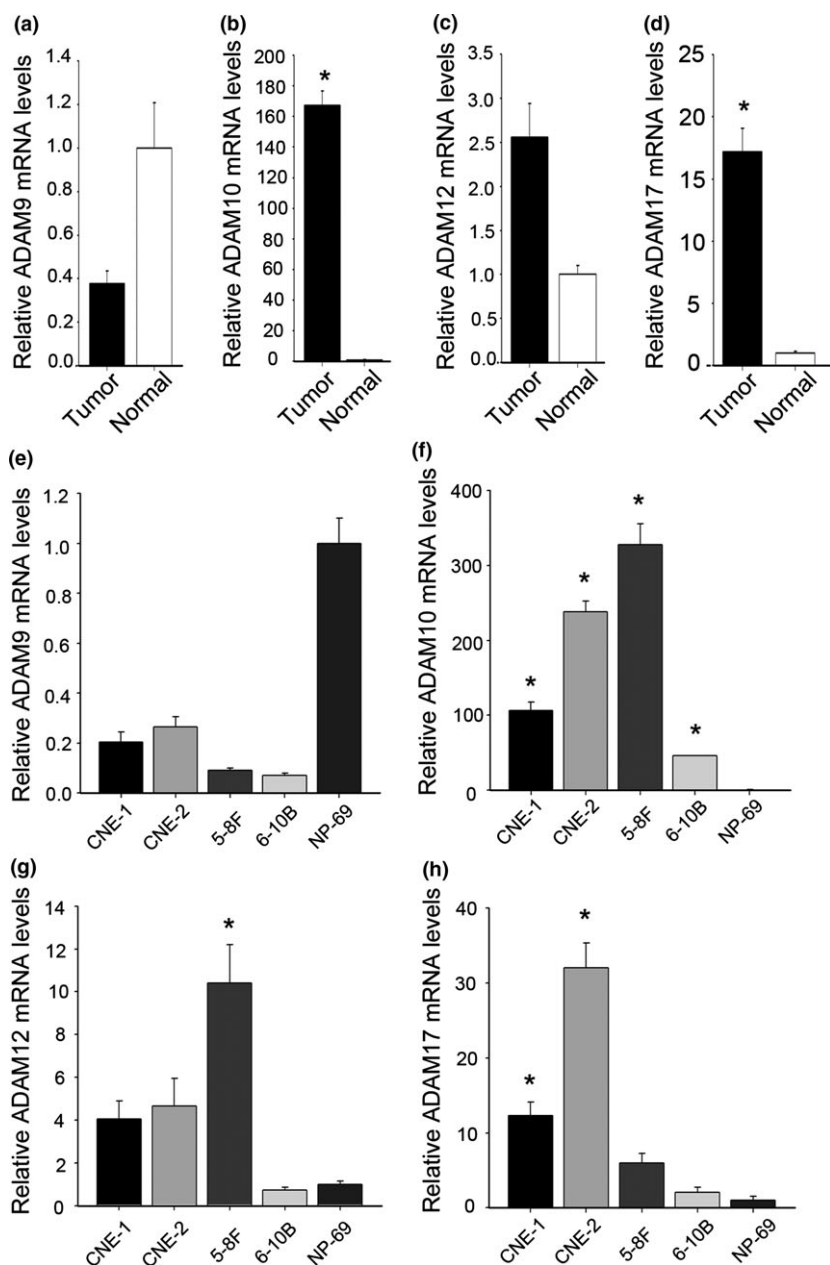 (a)
Relative ADAM9 mRNA levels
1.4
1.2
1.0
0.8
0.6
0.4
0.2
0.0
Tumor
Normal
(b)
Relative ADAM10 mRNA levels
200
180
160
140
120
100
80
60
40
20
0
*
Tumor
Normal
(c)
Relative ADAM12 mRNA levels
3.5
3.0
2.5
2.0
1.5
1.0
0.5
0.0
Tumor
Normal
(d)
Relative ADAM17 mRNA levels
25
20
15
10
5
0
*
Tumor
Normal
(e)
Relative ADAM9 mRNA levels
1.2
1.0
0.8
0.6
0.4
0.2
0.0
CNE-1
CNE-2
5-8F
6-10B
NP-69
(f)
Relative ADAM10 mRNA levels
400
300
200
100
0
*
*
*
*
CNE-1
CNE-2
5-8F
6-10B
NP-69
(g)
Relative ADAM12 mRNA levels
14
12
10
8
6
4
2
0
*
CNE-1
CNE-2
5-8F
6-10B
NP-69
(h)
Relative ADAM17 mRNA levels
40
30
20
10
0
*
*
CNE-1
CNE-2
5-8F
6-10B
NP-69